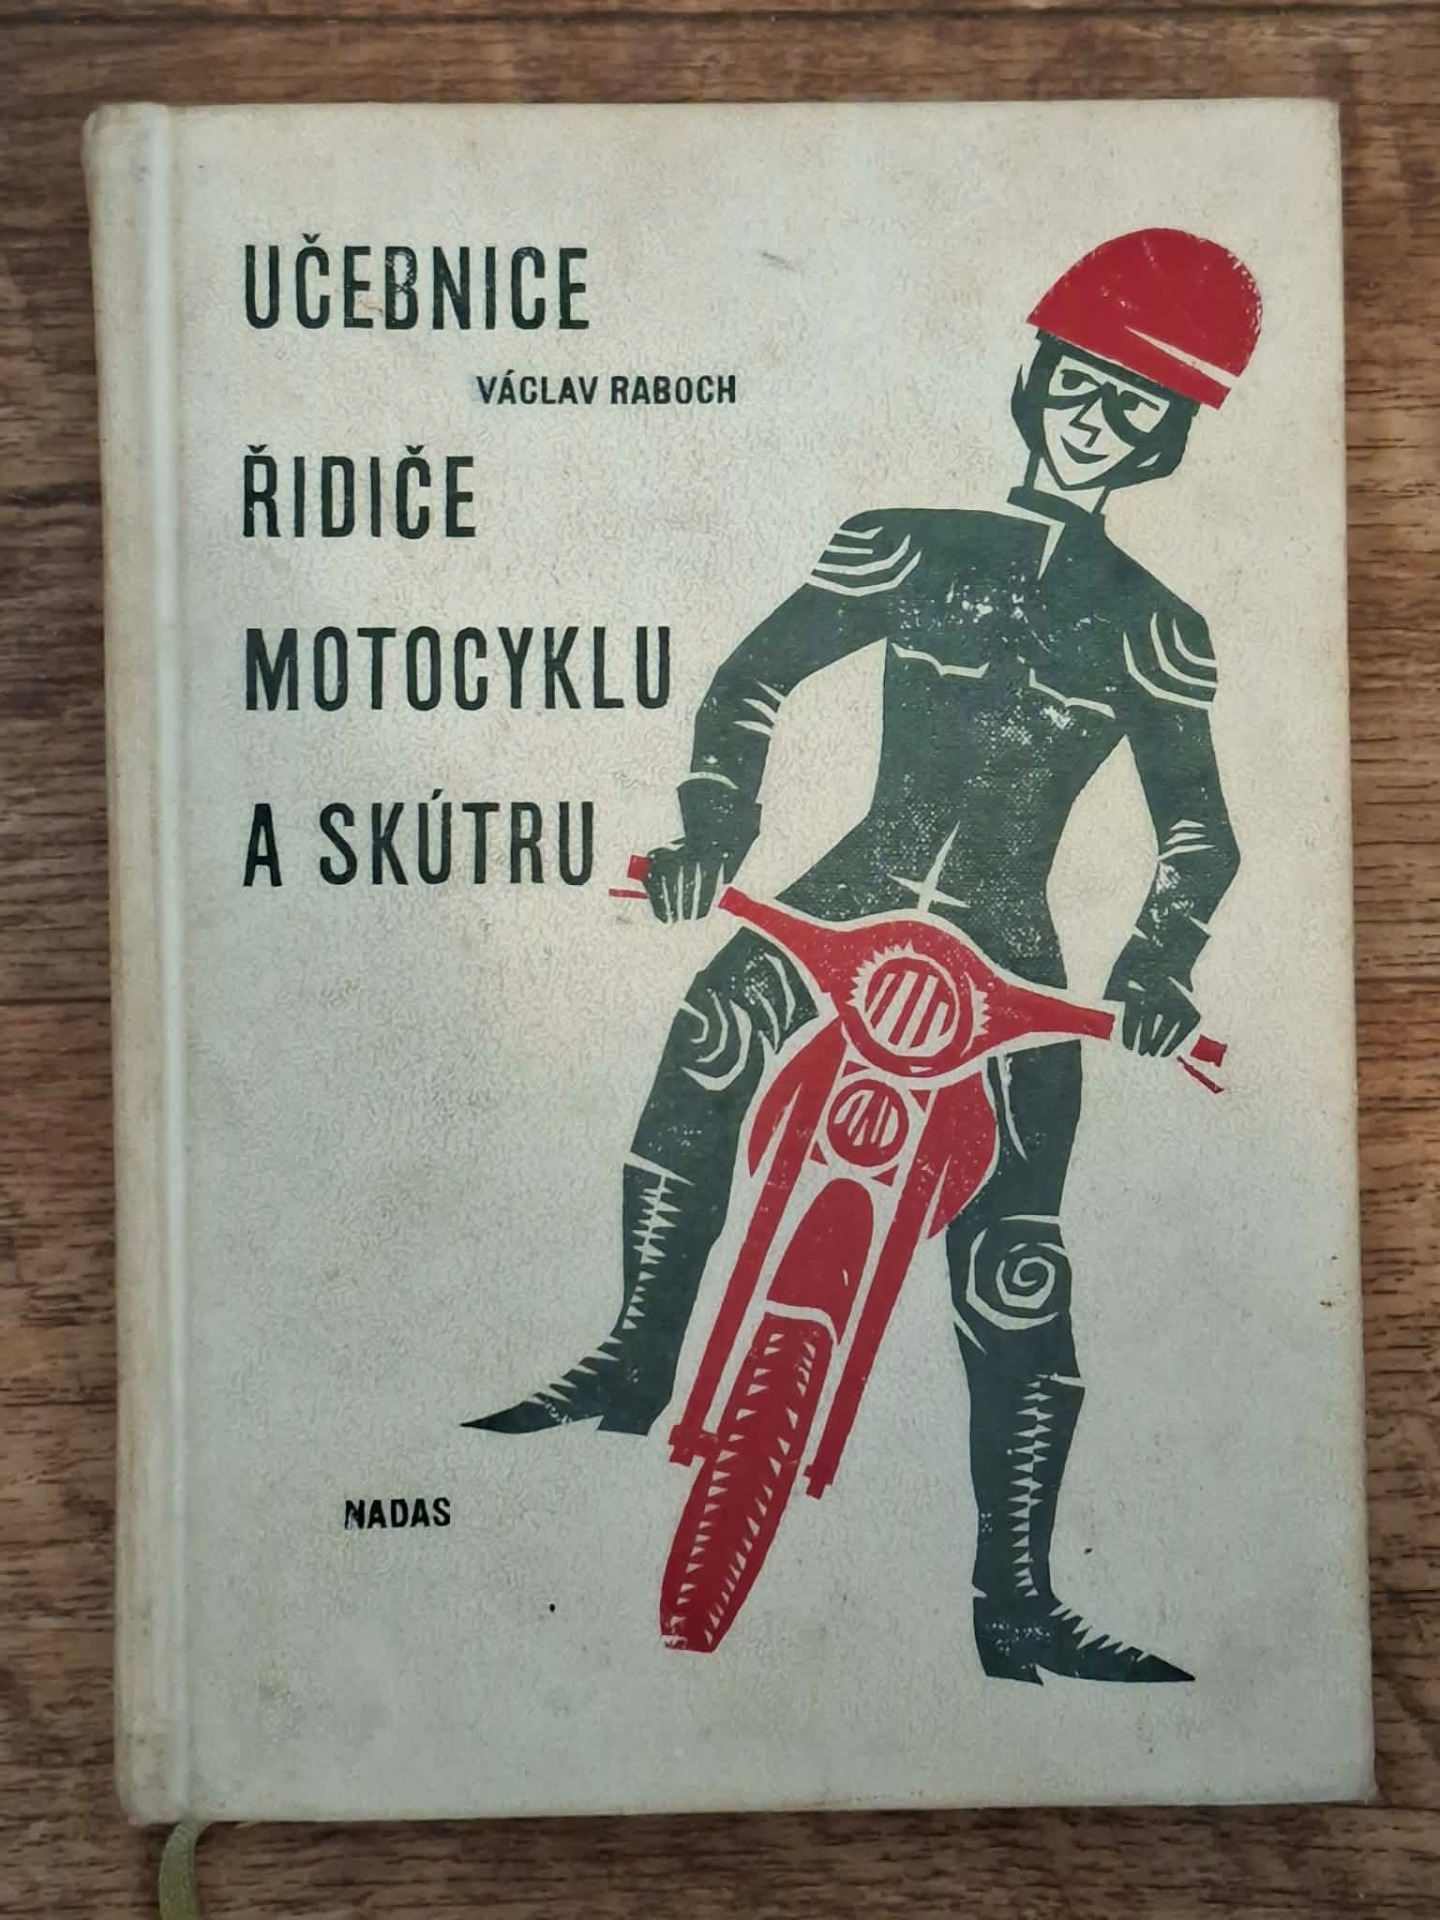 UČEBNICE
VÁCLAV RABOCH
ŘIDIČE
MOTOCYKLU
A SKÚTRU
NADAS